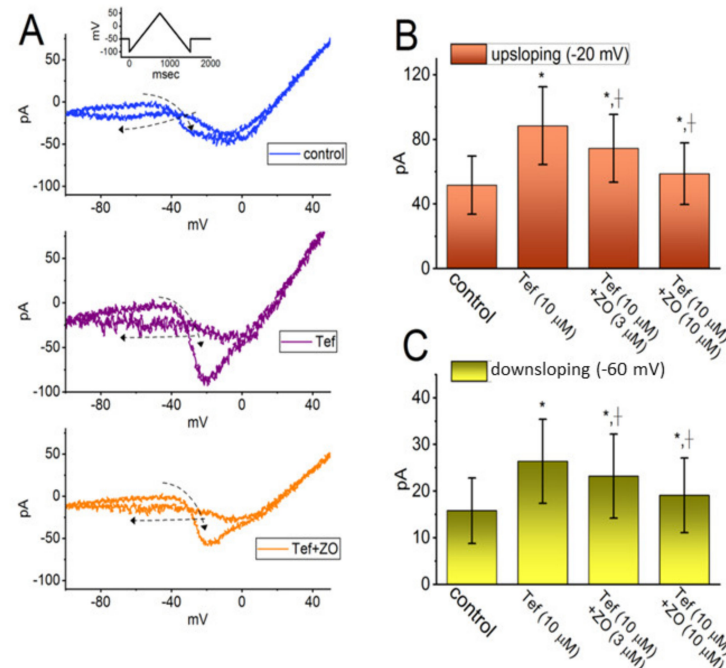 A
mV
50
0
-50
-100
0
1000
2000
msec
50
0
-50
-100
pA
-80
-40
0
40
mV
control
50
0
-25
-50
-100
pA
-80
-40
0
40
mV
Tef
50
0
-50
-100
pA
-80
-40
0
40
mV
Tef+ZO
B
upsloping (-20 mV)
120
80
40
0
pA
*
*,┼
*,┼
control
Tef (10 μM)
Tef (10 μM)
+ZO (3 μM)
Tef (10 μM)
+ZO (10 μM)
C
downsloping (-60 mV)
40
30
20
10
0
pA
*
*,┼
*,┼
control
Tef (10 μM)
Tef (10 μM)
+ZO (3 μM)
Tef (10 μM)
+ZO (10 μM)